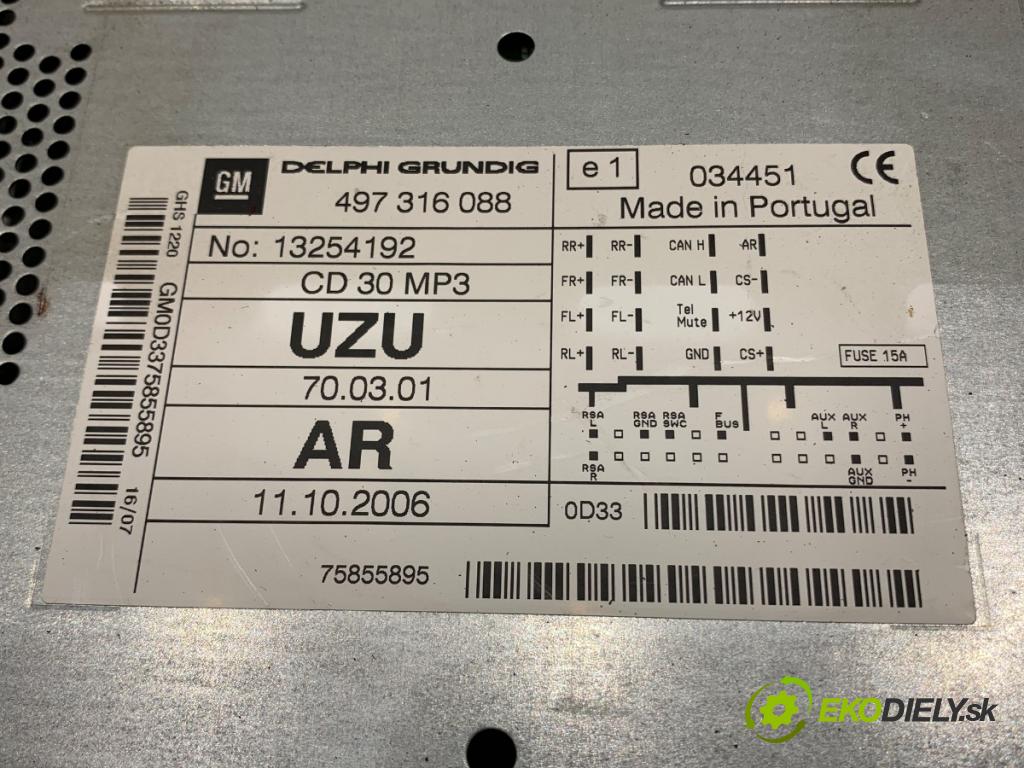 GM
DELPHI GRUNDIG
497 316 088
e 1
034451
CE
Made in Portugal
No: 13254192
CD 30 MP3
UZU
70.03.01
AR
11.10.2006
75855895
GHS 1220
GM0D3375855895
16/07
RR+ RR- CAN H AR
FR+ FR- CAN L CS-
FL+ FL- Tel Mute +12V
RL+ RL- GND CS+
FUSE 15A
RSA L
RSA GND
RSA SWC
F BUS
AUX L
AUX R
PH +
RSA R
AUX GND
PH -
0D33
EKODIELY.sk